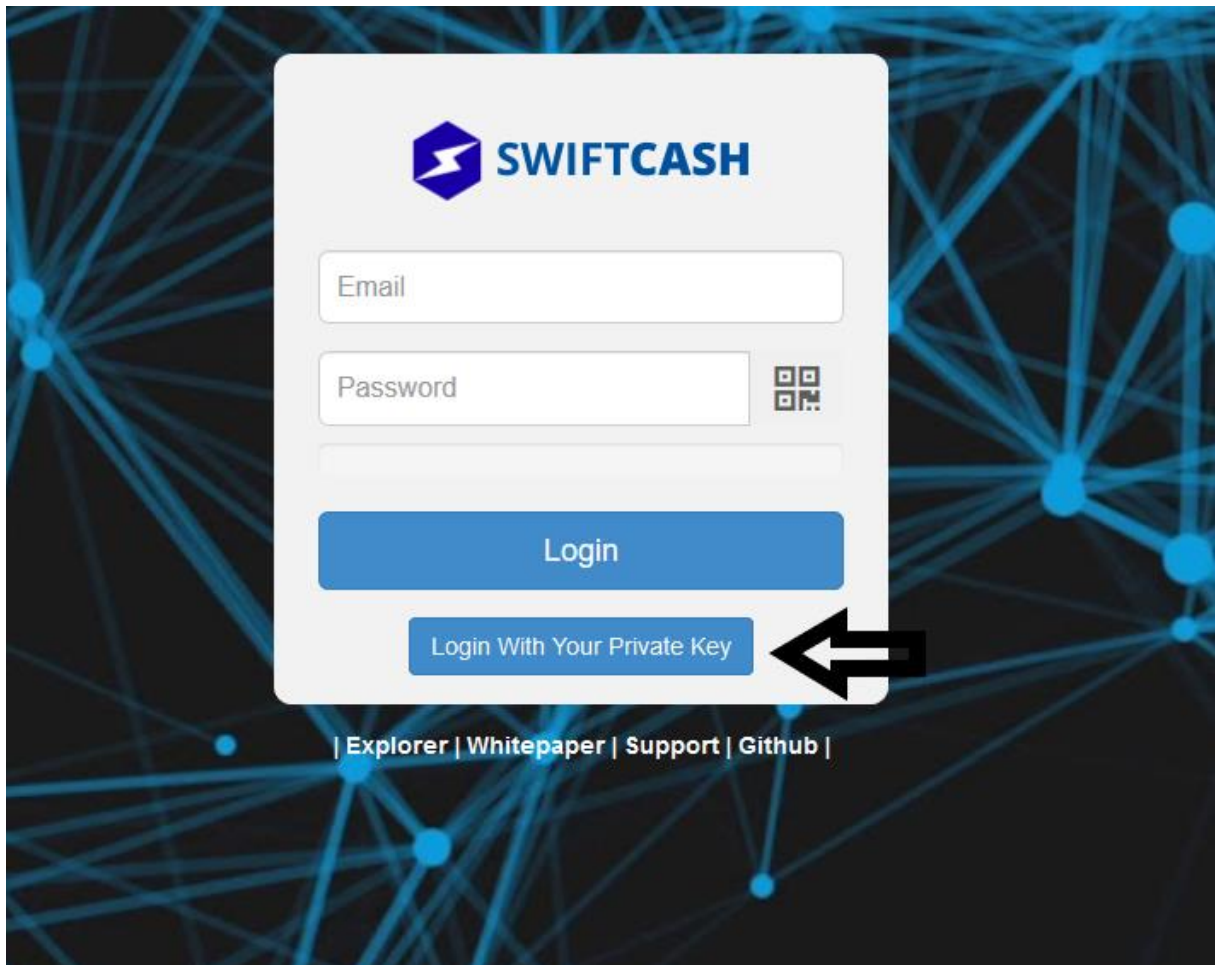 SWIFTCASH
Email
Password
Login
Login With Your Private Key
| Explorer | Whitepaper | Support | Github |